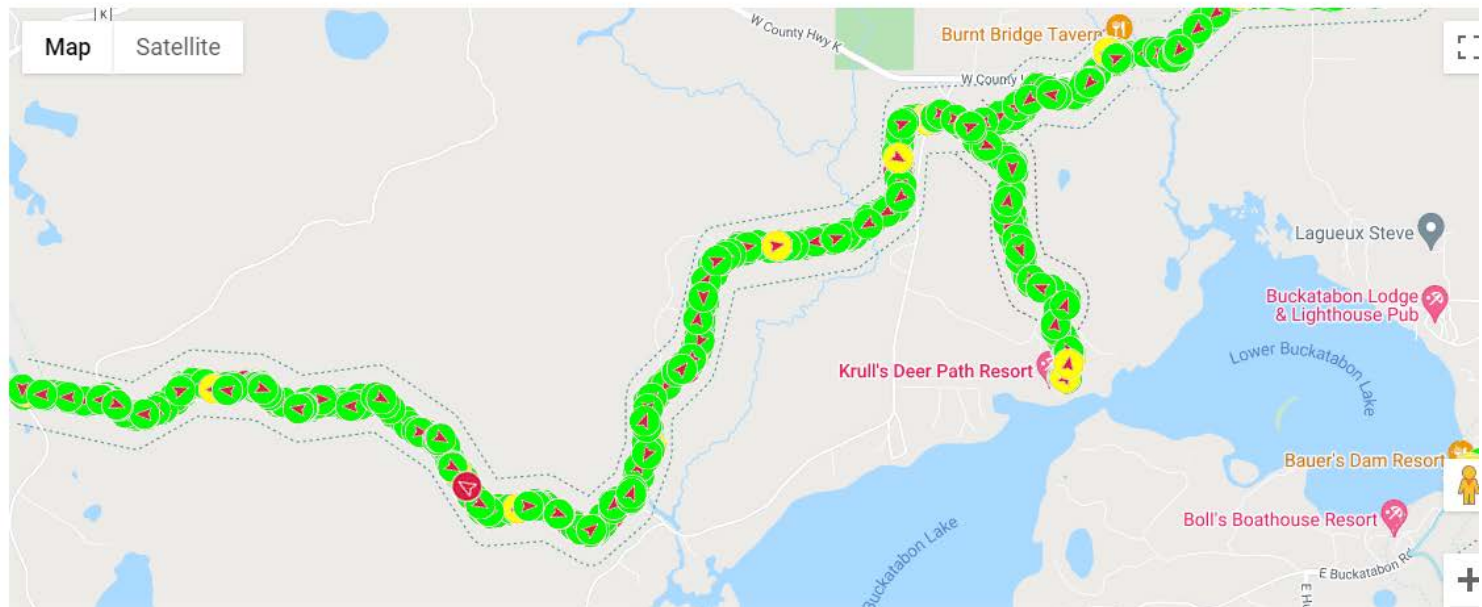 K
Map
Satellite
W County Hwy K
Burnt Bridge Tavern
W County
Lagueux Steve
Buckatabon Lodge
& Lighthouse Pub
Lower Buckatabon Lake
Krull's Deer Path Resort
Bauer's Dam Resort
Boll's Boathouse Resort
Buckatabon Lake
E Buckatabon Rd